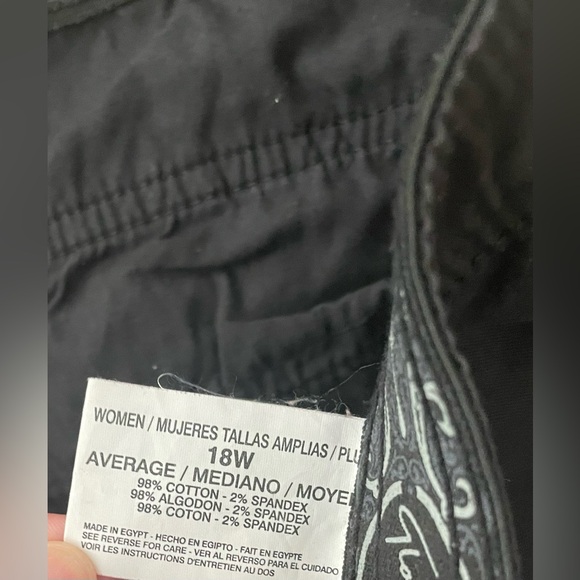 WOMEN / MUJERES TALLAS AMPLIAS / PLU
18W
AVERAGE / MEDIANO / MOYE
98% COTTON - 2% SPANDEX
98% ALGODON - 2% SPANDEX
98% COTON - 2% SPANDEX
MADE IN EGYPT - HECHO EN EGIPTO - FAIT EN EGYPTE
SEE REVERSE FOR CARE - VER AL REVERSO PARA EL CUIDADO
VOIR LES INSTRUCTIONS D'ENTRETIEN AU DOS